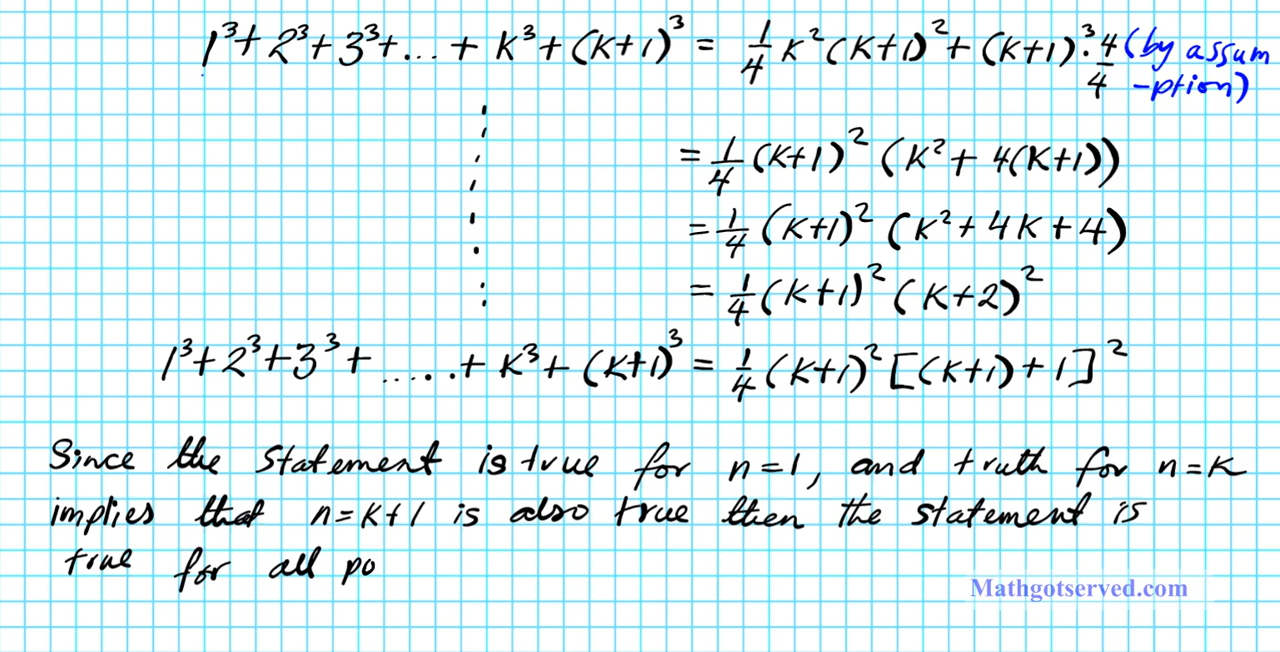 1³+2³+3³+...+k³+(k+1)³ = 1/4 k²(k+1)²+(k+1)³·4/4 (by assum
-ption)
= 1/4 (k+1)² (k²+4(k+1))
= 1/4 (k+1)² (k²+4k+4)
= 1/4 (k+1)² (k+2)²
1³+2³+3³+......+k³+(k+1)³ = 1/4 (k+1)² [(k+1)+1]²
Since the statement is true for n=1, and truth for n=k
implies that n=k+1 is also true then the statement is
true for all po
Mathgotserved.com